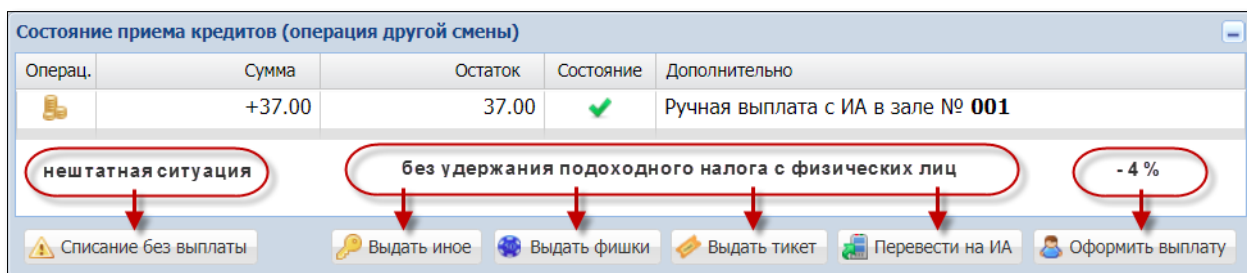 Состояние приема кредитов (операция другой смены)
Операц. Сумма Остаток Состояние Дополнительно
+37.00 37.00 Ручная выплата с ИА в зале № 001
нештатная ситуация без удержания подоходного налога с физических лиц - 4 %
Списание без выплаты Выдать иное Выдать фишки Выдать тикет Перевести на ИА Оформить выплату